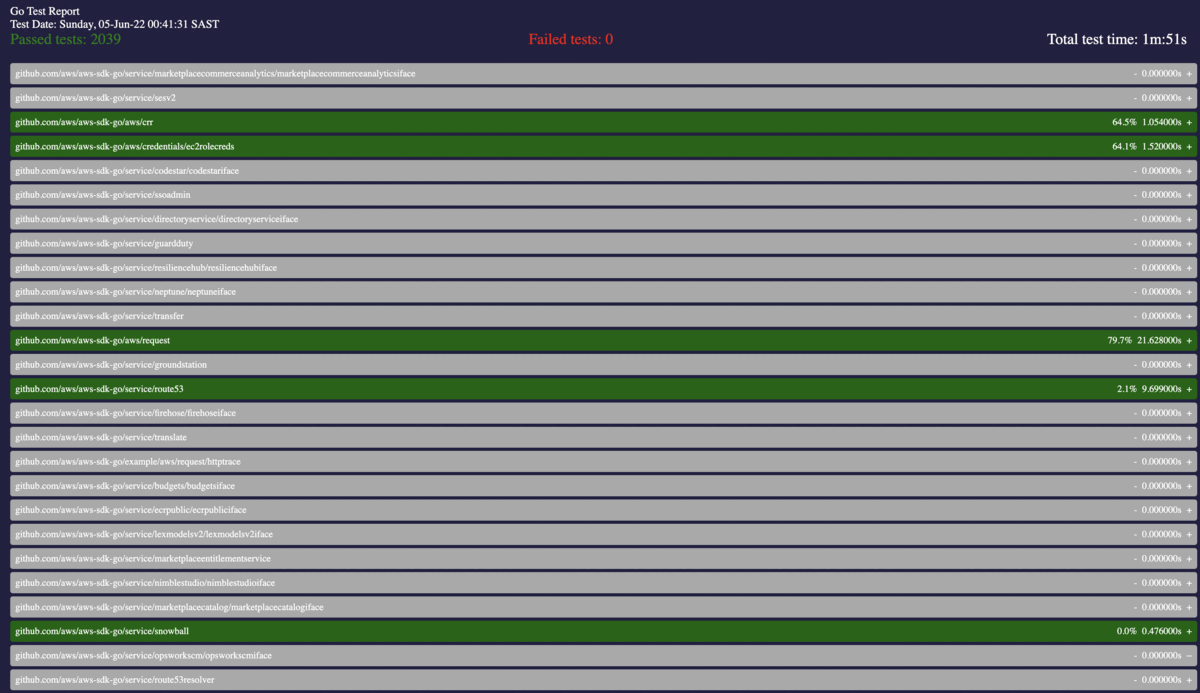 Go Test Report
Test Date: Sunday, 05-Jun-22 00:41:31 SAST
Passed tests: 2039 Failed tests: 0 Total test time: 1m:51s
github.com/aws/aws-sdk-go/service/marketplacecommerceanalytics/marketplacecommerceanalyticsiface - 0.000000s +
github.com/aws/aws-sdk-go/service/sesv2 - 0.000000s +
github.com/aws/aws-sdk-go/aws/crr 64.5% 1.054000s +
github.com/aws/aws-sdk-go/aws/credentials/ec2rolecreds 64.1% 1.520000s +
github.com/aws/aws-sdk-go/service/codestar/codestariface - 0.000000s +
github.com/aws/aws-sdk-go/service/ssoadmin - 0.000000s +
github.com/aws/aws-sdk-go/service/directoryservice/directoryserviceiface - 0.000000s +
github.com/aws/aws-sdk-go/service/guardduty - 0.000000s +
github.com/aws/aws-sdk-go/service/resiliencehub/resiliencehubiface - 0.000000s +
github.com/aws/aws-sdk-go/service/neptune/neptuneiface - 0.000000s +
github.com/aws/aws-sdk-go/service/transfer - 0.000000s +
github.com/aws/aws-sdk-go/aws/request 79.7% 21.628000s +
github.com/aws/aws-sdk-go/service/groundstation - 0.000000s +
github.com/aws/aws-sdk-go/service/route53 2.1% 9.699000s +
github.com/aws/aws-sdk-go/service/firehose/firehoseiface - 0.000000s +
github.com/aws/aws-sdk-go/service/translate - 0.000000s +
github.com/aws/aws-sdk-go/example/aws/request/httptrace - 0.000000s +
github.com/aws/aws-sdk-go/service/budgets/budgetsiface - 0.000000s +
github.com/aws/aws-sdk-go/service/ecrpublic/ecrpubliciface - 0.000000s +
github.com/aws/aws-sdk-go/service/lexmodelsv2/lexmodelsv2iface - 0.000000s +
github.com/aws/aws-sdk-go/service/marketplaceentitlementservice - 0.000000s +
github.com/aws/aws-sdk-go/service/nimblestudio/nimblestudioiface - 0.000000s +
github.com/aws/aws-sdk-go/service/marketplacecatalog/marketplacecatalogiface - 0.000000s +
github.com/aws/aws-sdk-go/service/snowball 0.0% 0.476000s +
github.com/aws/aws-sdk-go/service/opsworkscm/opsworkscmiface - 0.000000s −
github.com/aws/aws-sdk-go/service/route53resolver - 0.000000s +